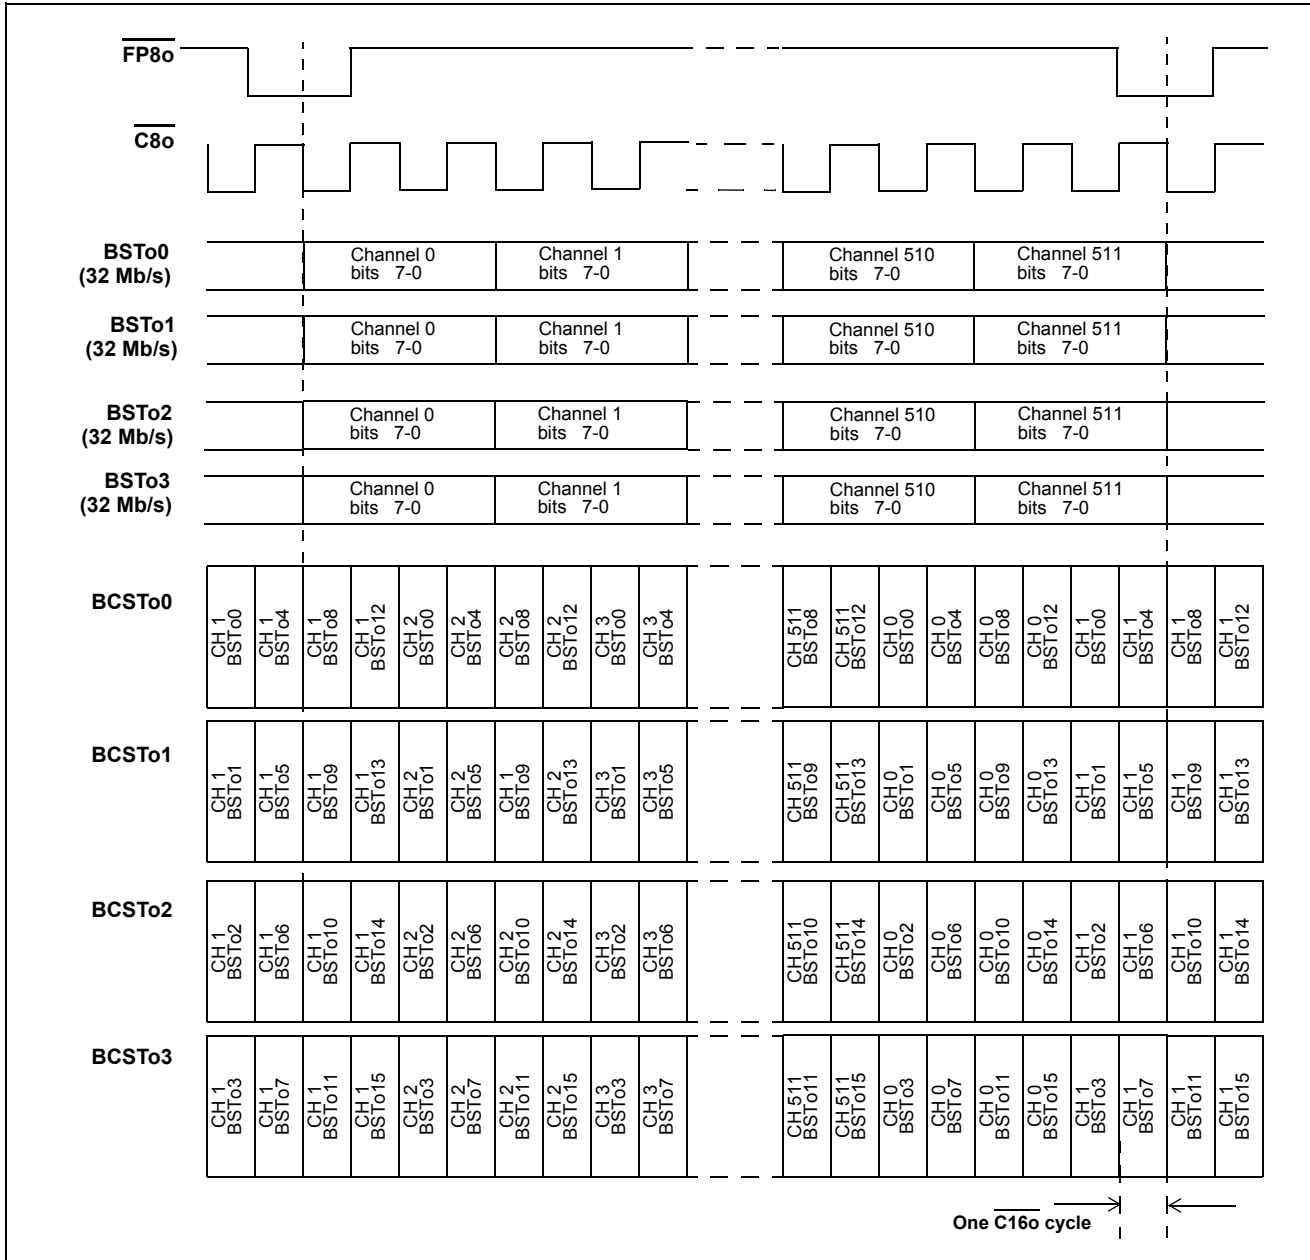 FP8o
C8o
BSTo0
(32 Mb/s)
Channel 0
bits 7-0
Channel 1
bits 7-0
Channel 510
bits 7-0
Channel 511
bits 7-0
BSTo1
(32 Mb/s)
Channel 0
bits 7-0
Channel 1
bits 7-0
Channel 510
bits 7-0
Channel 511
bits 7-0
BSTo2
(32 Mb/s)
Channel 0
bits 7-0
Channel 1
bits 7-0
Channel 510
bits 7-0
Channel 511
bits 7-0
BSTo3
(32 Mb/s)
Channel 0
bits 7-0
Channel 1
bits 7-0
Channel 510
bits 7-0
Channel 511
bits 7-0
BCSTo0
CH 1
BSTo0
CH 1
BSTo4
CH 1
BSTo8
CH 1
BSTo12
CH 2
BSTo0
CH 2
BSTo4
CH 2
BSTo8
CH 2
BSTo12
CH 3
BSTo0
CH 3
BSTo4
CH 511
BSTo8
CH 511
BSTo12
CH 0
BSTo0
CH 0
BSTo4
CH 0
BSTo8
CH 0
BSTo12
CH 1
BSTo0
CH 1
BSTo4
CH 1
BSTo8
CH 1
BSTo12
BCSTo1
CH 1
BSTo1
CH 1
BSTo5
CH 1
BSTo9
CH 1
BSTo13
CH 2
BSTo1
CH 2
BSTo5
CH 1
BSTo9
CH 2
BSTo13
CH 3
BSTo1
CH 3
BSTo5
CH 511
BSTo9
CH 511
BSTo13
CH 0
BSTo1
CH 0
BSTo5
CH 0
BSTo9
CH 0
BSTo13
CH 1
BSTo1
CH 1
BSTo5
CH 1
BSTo9
CH 1
BSTo13
BCSTo2
CH 1
BSTo2
CH 1
BSTo6
CH 1
BSTo10
CH 1
BSTo14
CH 2
BSTo2
CH 2
BSTo6
CH 2
BSTo10
CH 2
BSTo14
CH 3
BSTo2
CH 3
BSTo6
CH 511
BSTo10
CH 511
BSTo14
CH 0
BSTo2
CH 0
BSTo6
CH 0
BSTo10
CH 0
BSTo14
CH 1
BSTo2
CH 1
BSTo6
CH 1
BSTo10
CH 1
BSTo14
BCSTo3
CH 1
BSTo3
CH 1
BSTo7
CH 1
BSTo11
CH 1
BSTo15
CH 2
BSTo3
CH 2
BSTo7
CH 2
BSTo11
CH 2
BSTo15
CH 3
BSTo3
CH 3
BSTo7
CH 511
BSTo11
CH 511
BSTo15
CH 0
BSTo3
CH 0
BSTo7
CH 0
BSTo11
CH 0
BSTo15
CH 1
BSTo3
CH 1
BSTo7
CH 1
BSTo11
CH 1
BSTo15
One C16o cycle